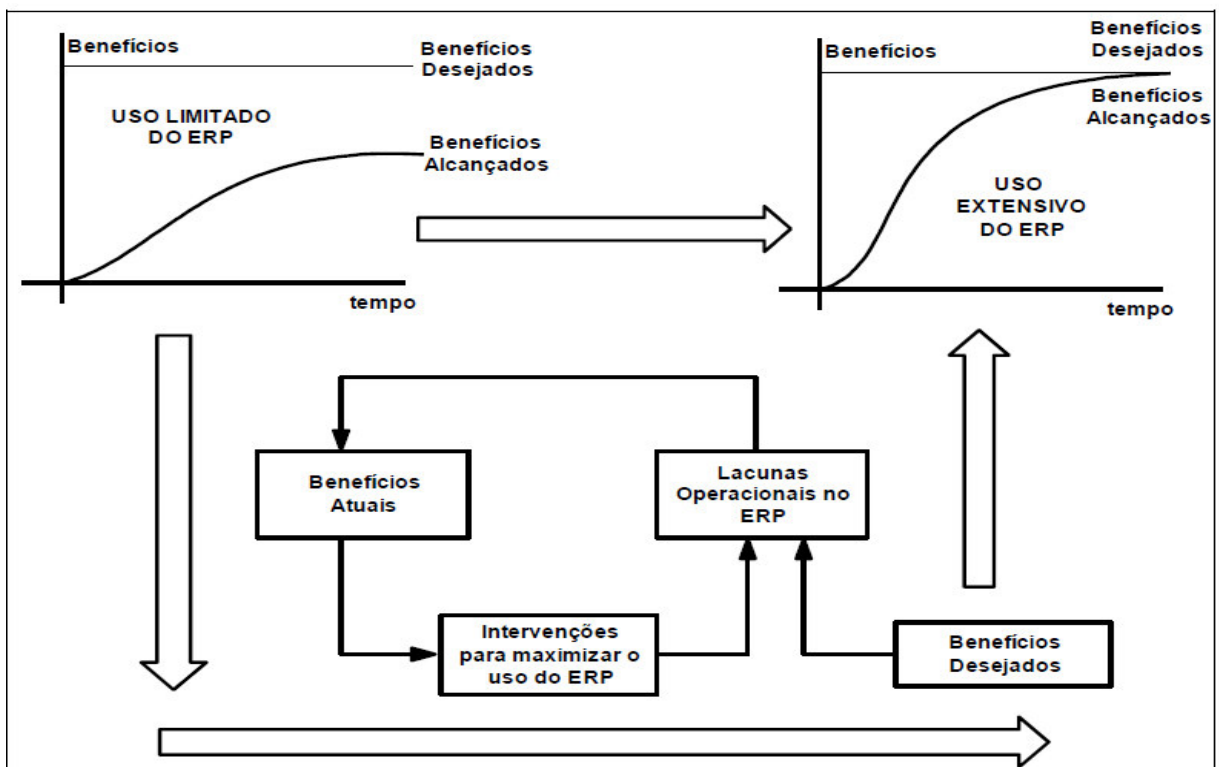 Benefícios
Benefícios
Desejados
USO LIMITADO
DO ERP
Benefícios
Alcançados
tempo
Benefícios
Benefícios
Desejados
Benefícios
Alcançados
USO
EXTENSIVO
DO ERP
tempo
Benefícios
Atuais
Lacunas
Operacionais no
ERP
Intervenções
para maximizar o
uso do ERP
Benefícios
Desejados